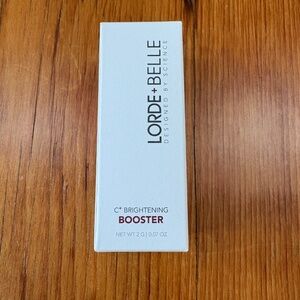 LORDE+BELLE
DESIGNED BY SCIENCE
C+ BRIGHTENING
BOOSTER
NET WT 2 G | 0.07 OZ